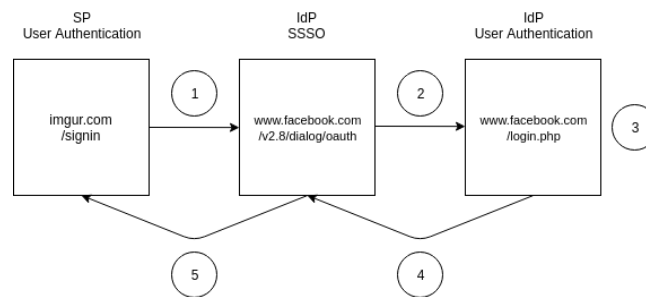 SP
User Authentication
IdP
SSSO
IdP
User Authentication
imgur.com
/signin
1
www.facebook.com
/v2.8/dialog/oauth
2
www.facebook.com
/login.php
3
5
4